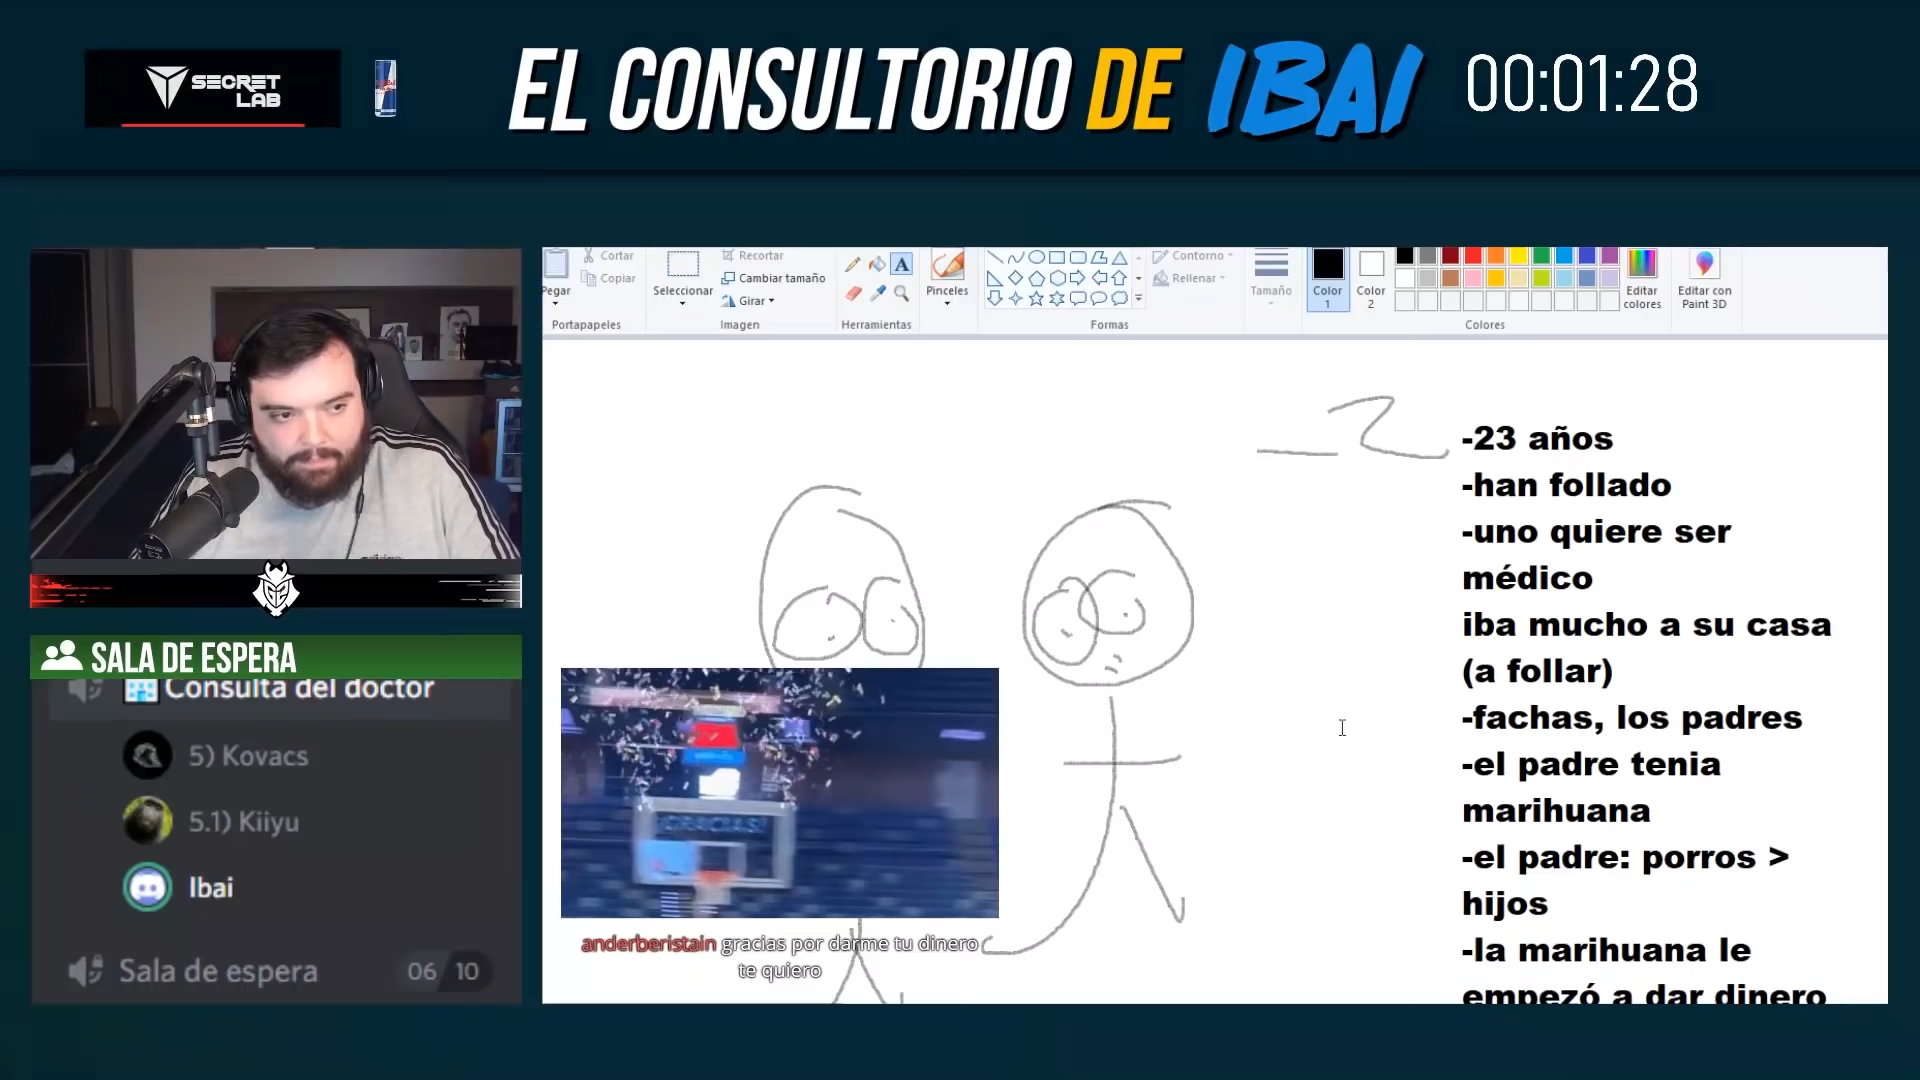 SECRET
LAB
EL CONSULTORIO DE IBAI
00:01:28
Cortar
Copiar
Pegar
Portapapeles
Seleccionar
Recortar
Cambiar tamaño
Girar
Imagen
A
Herramientas
Pinceles
Formas
Contorno
Rellenar
Tamaño
Color
1
Color
2
Editar
colores
Editar con
Paint 3D
Colores
2
-23 años
-han follado
-uno quiere ser
médico
iba mucho a su casa
(a follar)
-fachas, los padres
-el padre tenia
marihuana
-el padre: porros >
hijos
-la marihuana le
empezó a dar dinero
SALA DE ESPERA
Consulta del doctor
5) Kovacs
5.1) Kiiyu
Ibai
Sala de espera 06 10
¡GRACIAS!
anderberistain gracias por darme tu dinero
te quiero